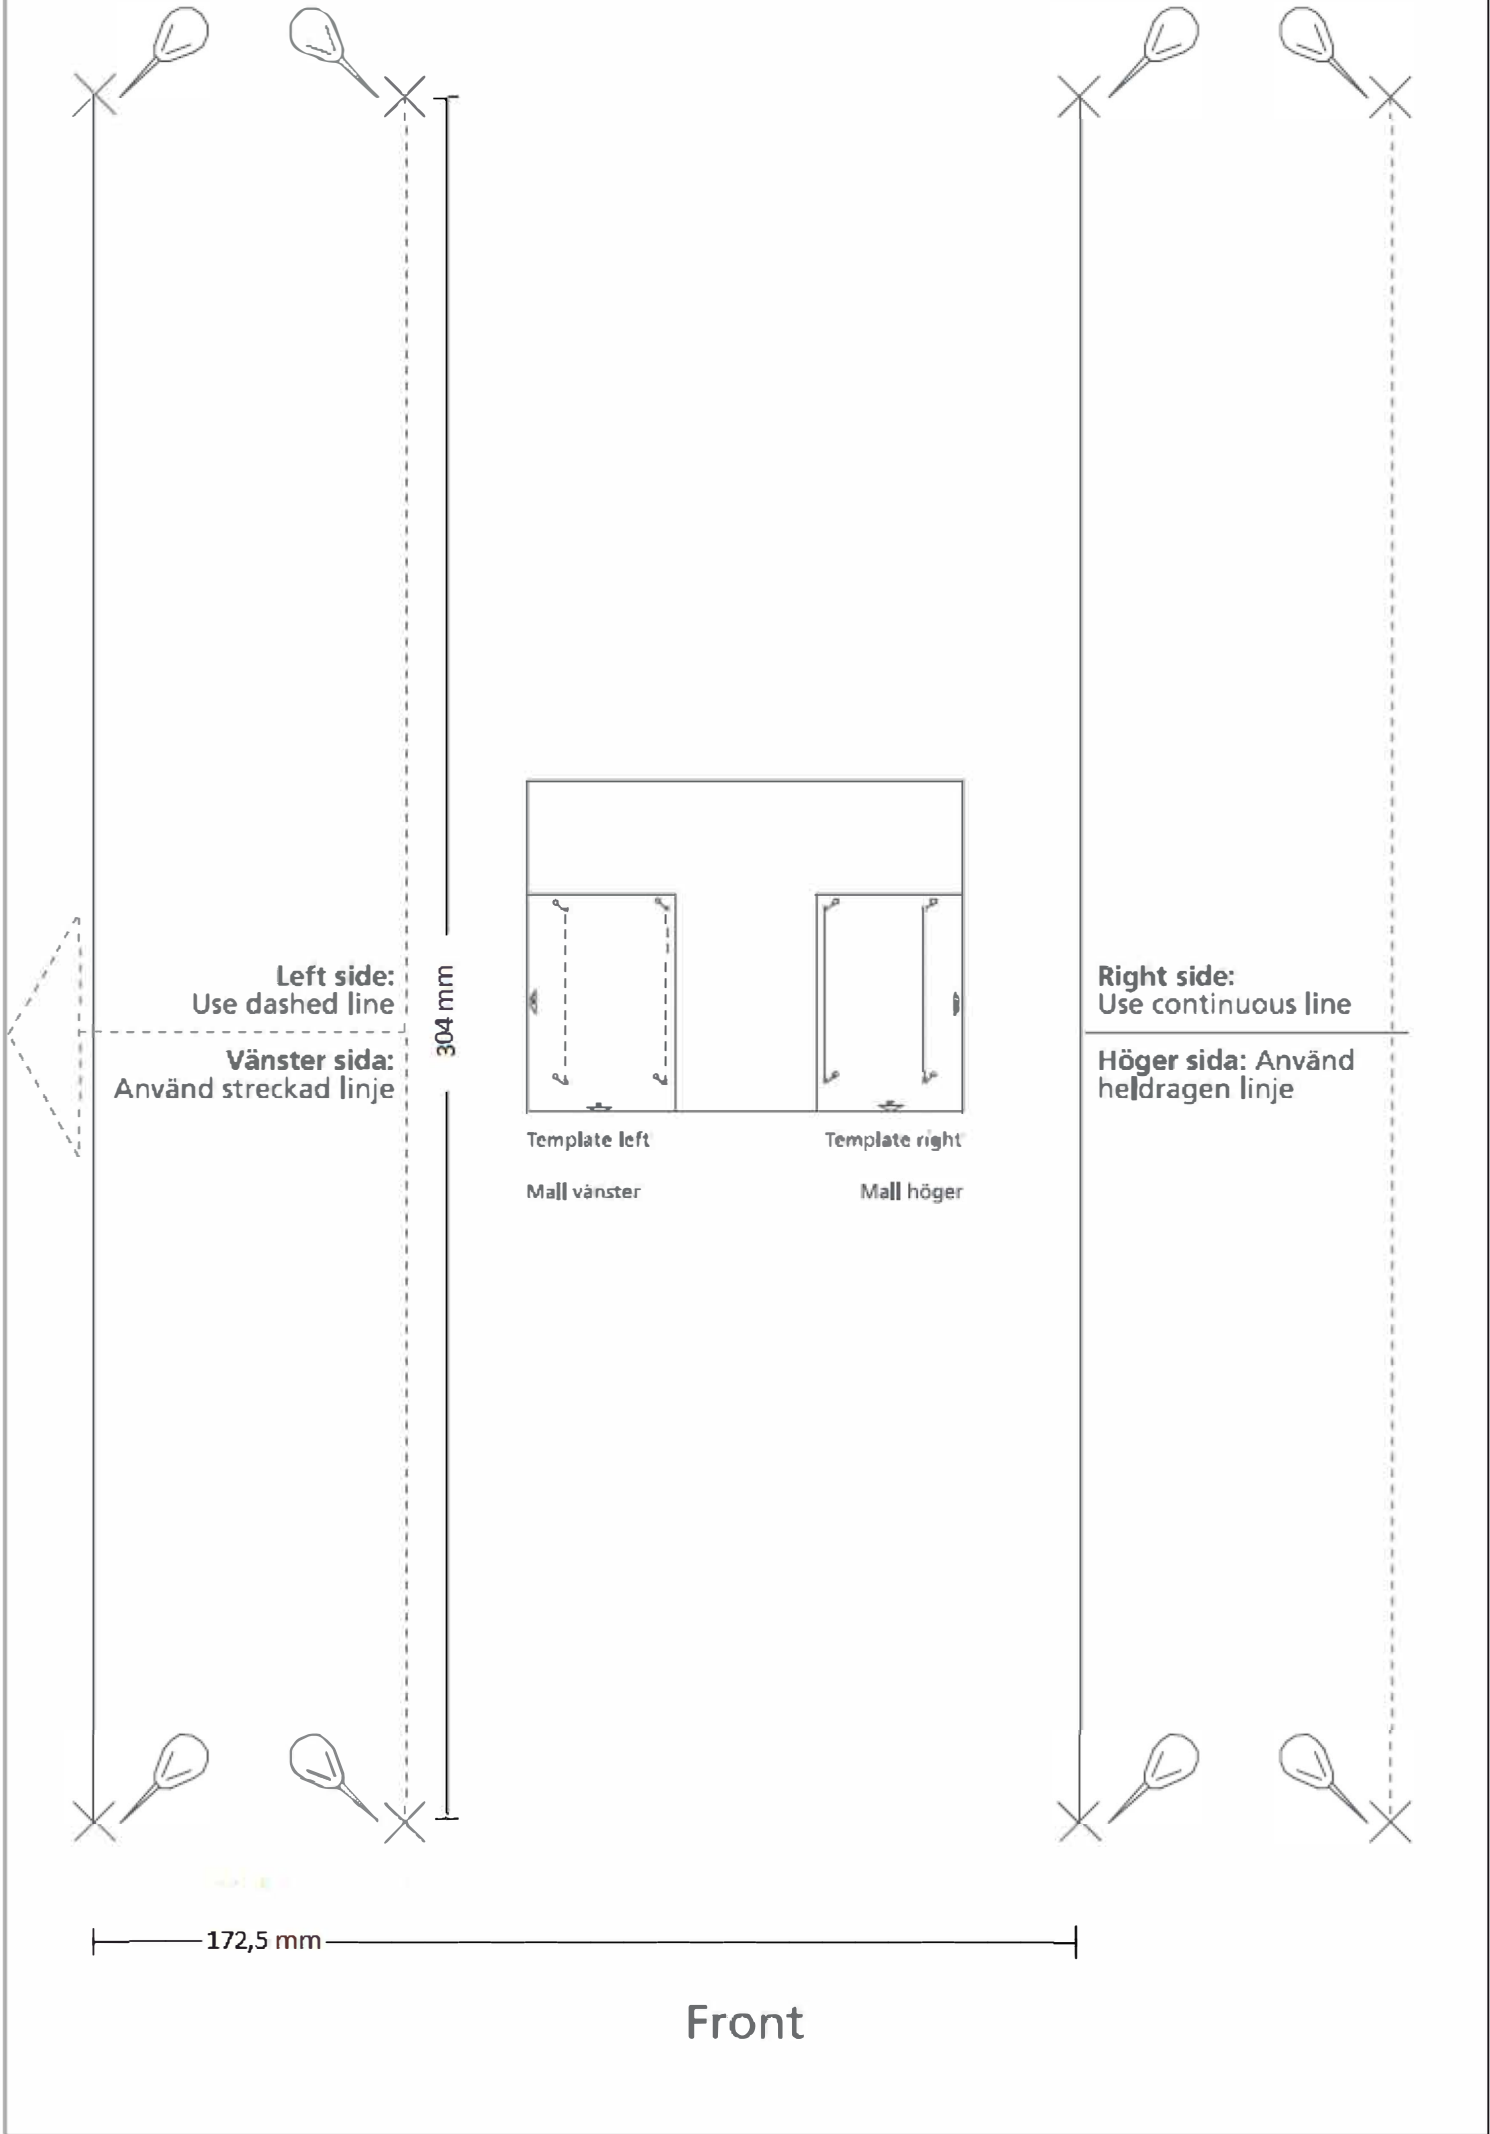 Left side:
Use dashed line
Vänster sida:
Använd streckad linje
304 mm
Right side:
Use continuous line
Höger sida: Använd
heldragen linje
Template left
Template right
Mall vänster
Mall höger
172,5 mm
Front